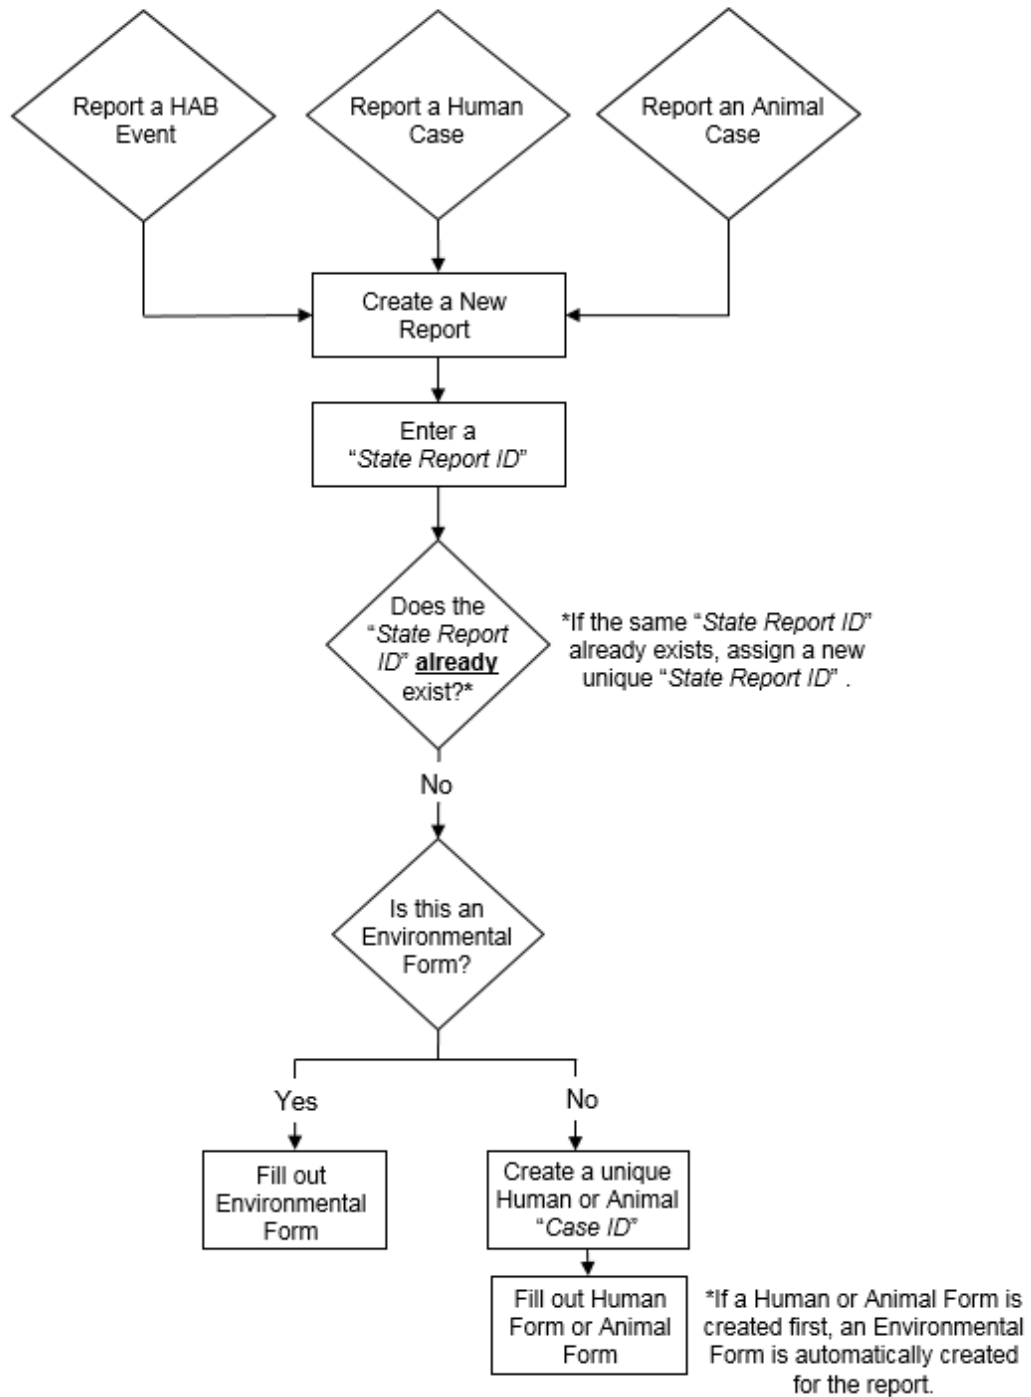 Report a HAB
Event
Report a Human
Case
Report an Animal
Case
Create a New
Report
Enter a
“State Report ID”
Does the
“State Report
ID” already
exist?*
*If the same “State Report ID”
already exists, assign a new
unique “State Report ID” .
No
Is this an
Environmental
Form?
Yes
No
Fill out
Environmental
Form
Create a unique
Human or Animal
“Case ID”
Fill out Human
Form or Animal
Form
*If a Human or Animal Form is
created first, an Environmental
Form is automatically created
for the report.